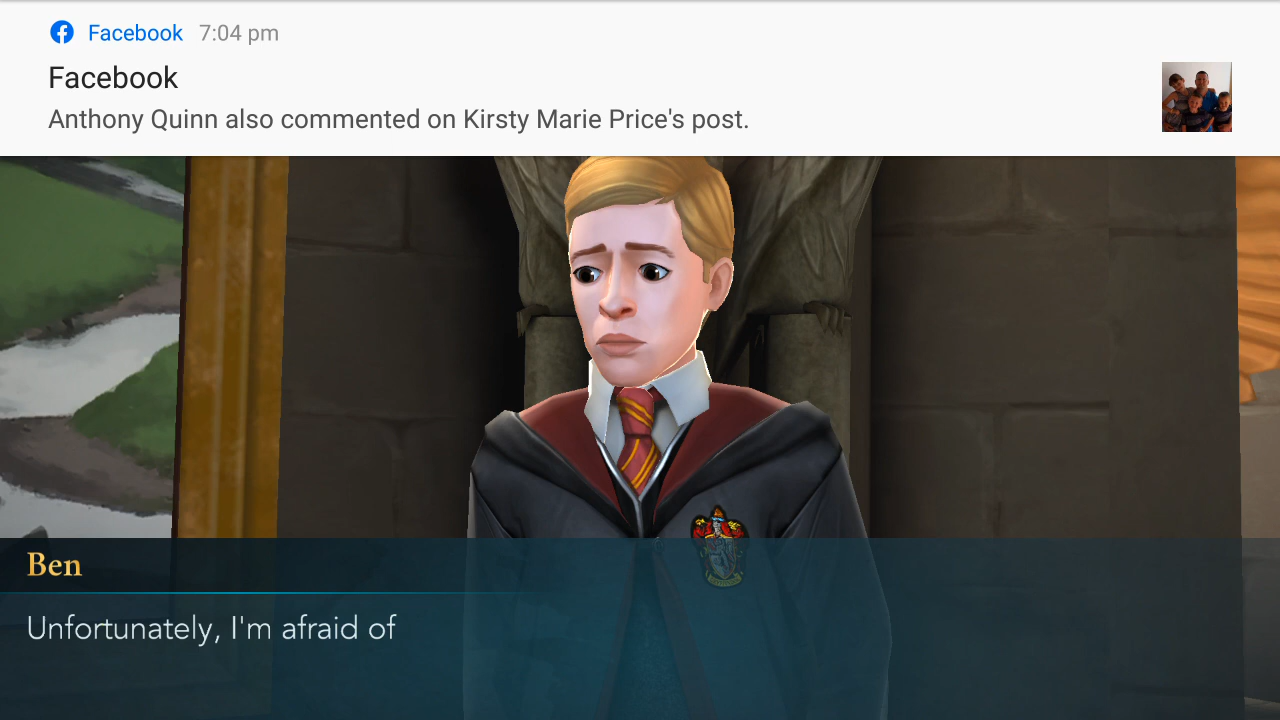 Facebook 7:04 pm
Facebook
Anthony Quinn also commented on Kirsty Marie Price's post.
Ben
Unfortunately, I'm afraid of